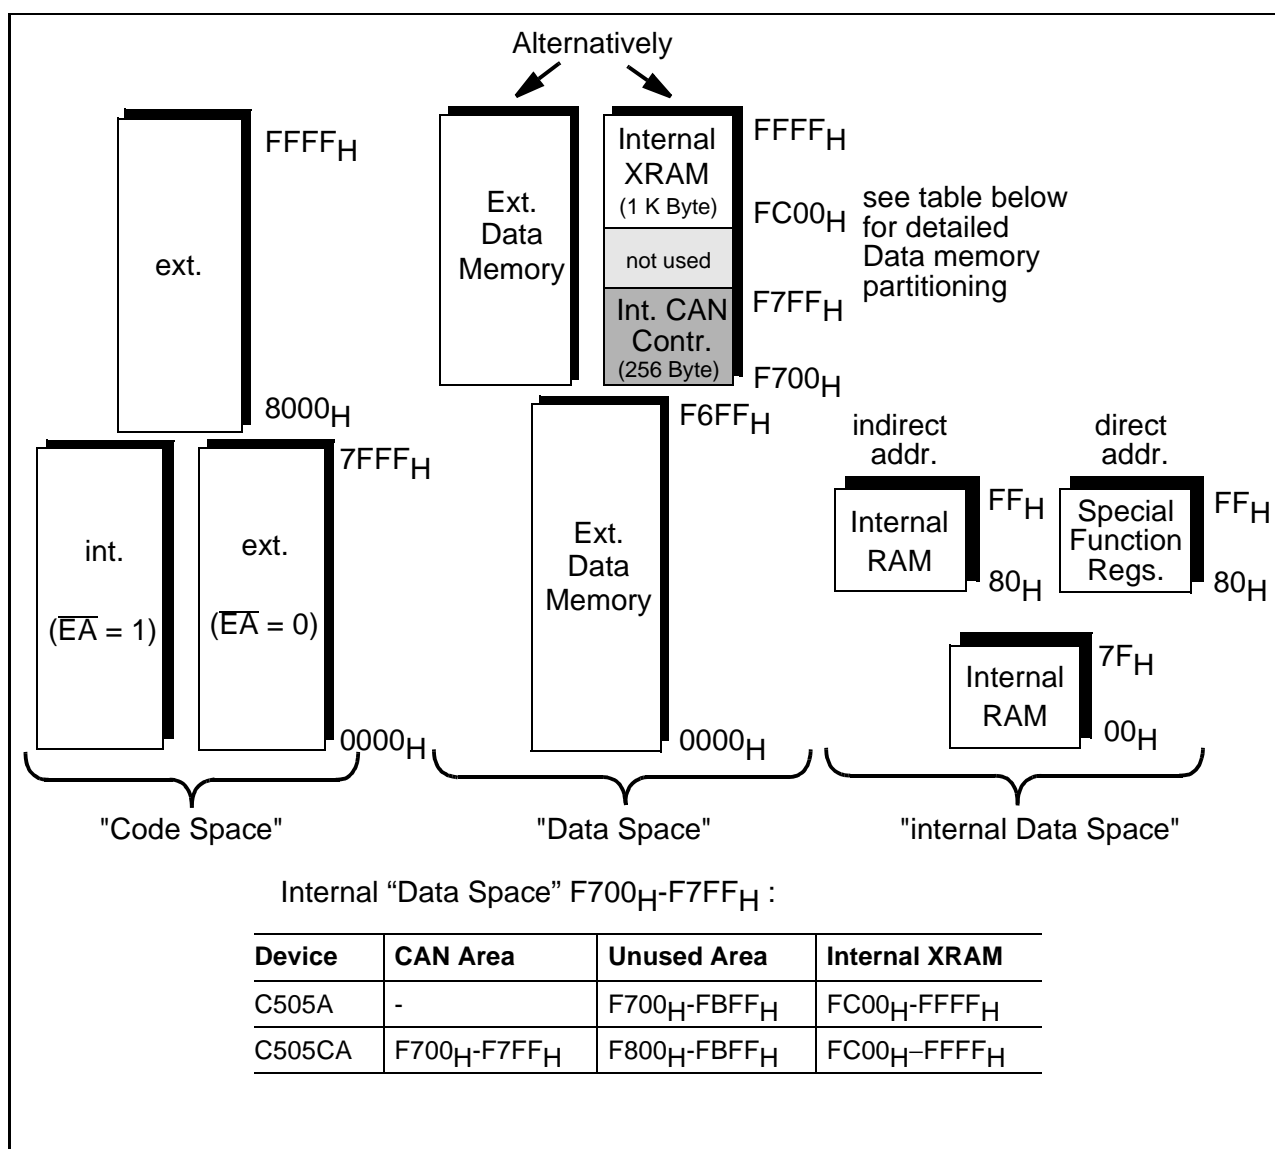 Alternatively
ext.
FFFFH
8000H
int.
(EA = 1)
ext.
(EA = 0)
7FFFH
0000H
"Code Space"
Ext.
Data
Memory
Internal
XRAM
(1 K Byte)
not used
Int. CAN
Contr.
(256 Byte)
FFFFH
FC00H
F7FFH
F700H
see table below
for detailed
Data memory
partitioning
Ext.
Data
Memory
F6FFH
0000H
"Data Space"
indirect
addr.
Internal
RAM
FFH
80H
direct
addr.
Special
Function
Regs.
FFH
80H
Internal
RAM
7FH
00H
"internal Data Space"
Internal “Data Space” F700H-F7FFH :
Device CAN Area Unused Area Internal XRAM
C505A - F700H-FBFFH FC00H-FFFFH
C505CA F700H-F7FFH F800H-FBFFH FC00H–FFFFH